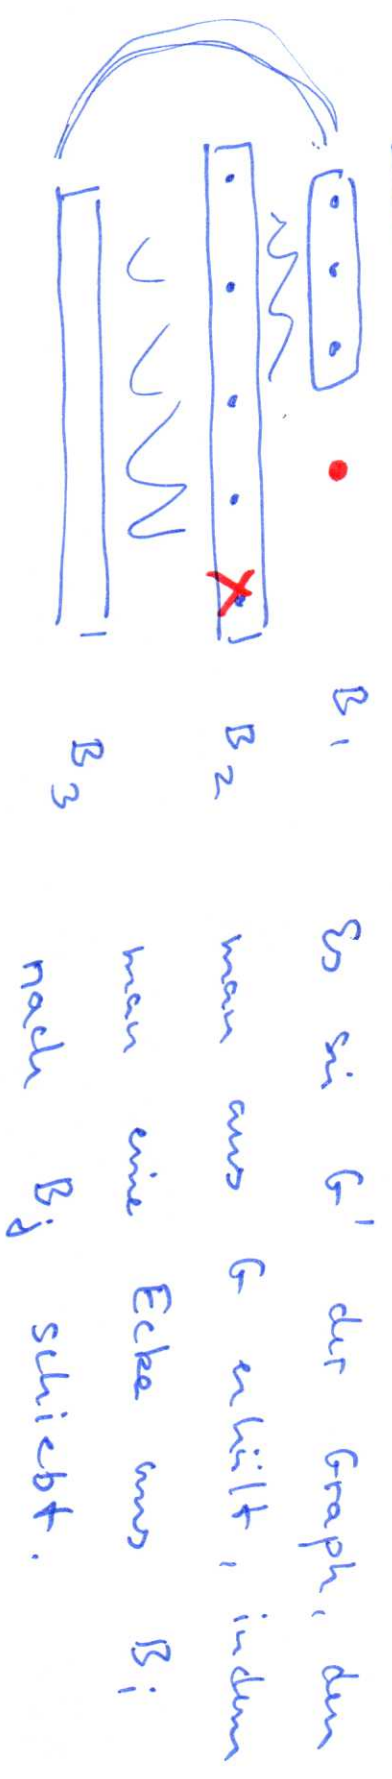 B1
B2
B3
Es sei G' der Graph, den
man aus G erhält, indem
man eine Ecke aus Bi
nach Bj schiebt.